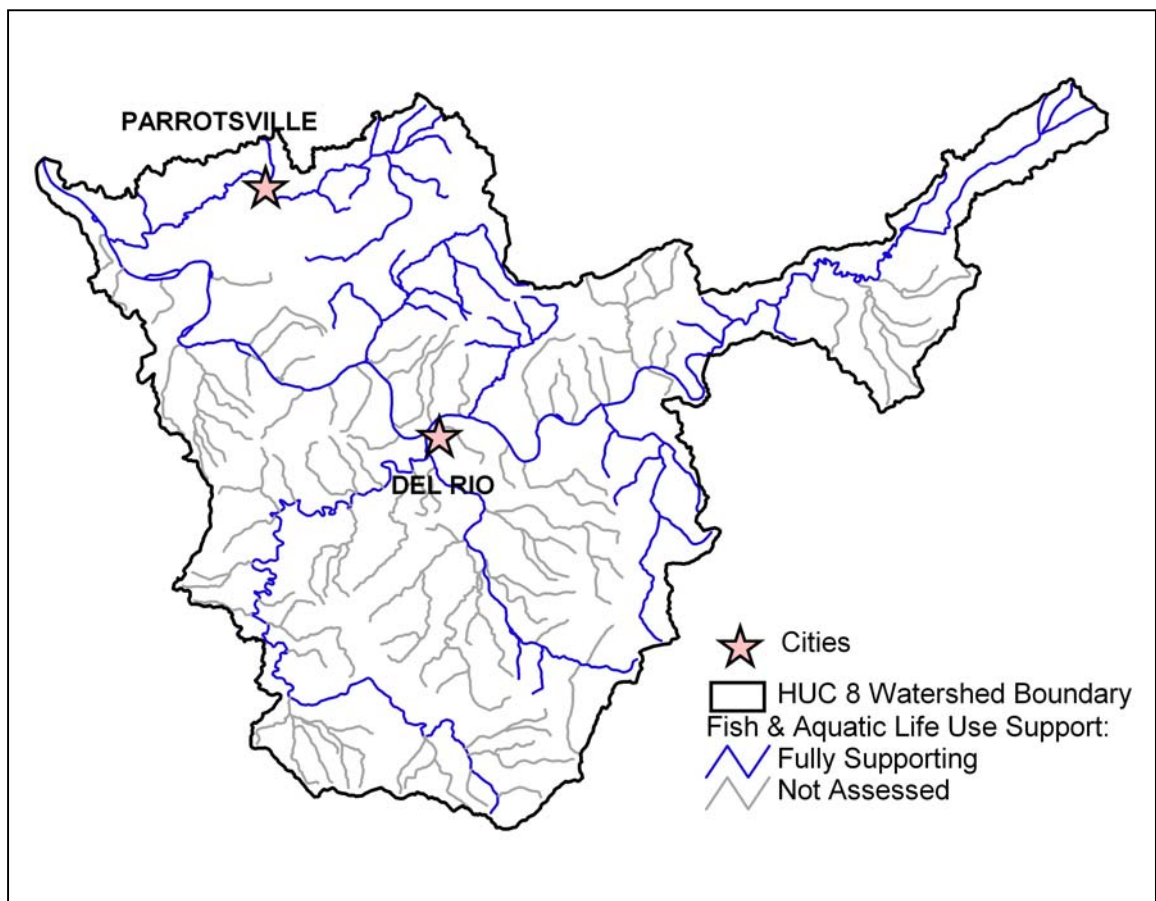 PARROTSVILLE
DEL RIO
Cities
HUC 8 Watershed Boundary
Fish & Aquatic Life Use Support:
Fully Supporting
Not Assessed